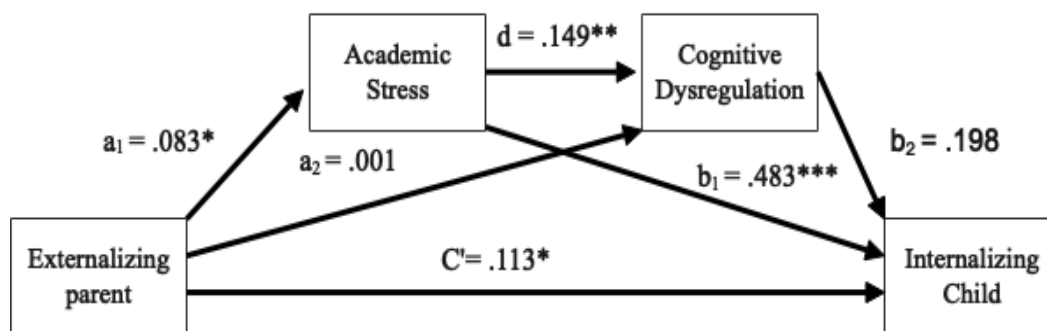 Academic
Stress
d = .149**
Cognitive
Dysregulation
a₁ = .083*
a₂ = .001
b₁ = .483***
b₂ = .198
Externalizing
parent
C'= .113*
Internalizing
Child